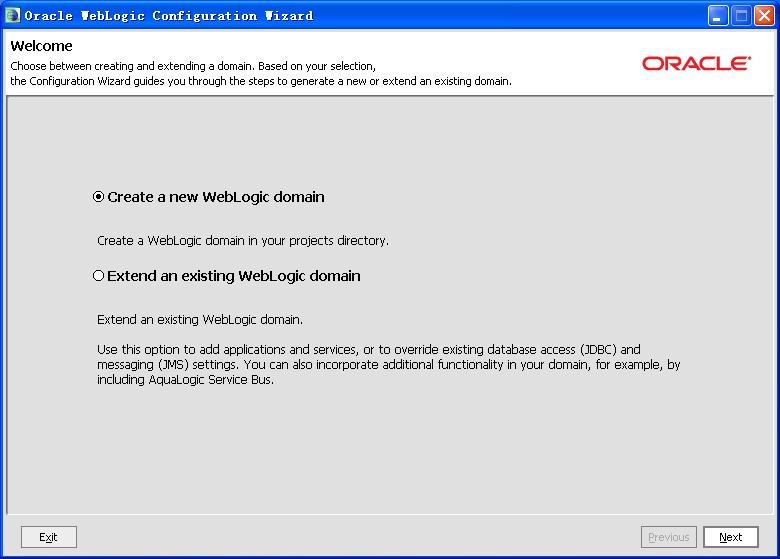 Oracle WebLogic Configuration Wizard
Welcome
Choose between creating and extending a domain. Based on your selection,
the Configuration Wizard guides you through the steps to generate a new or extend an existing domain.
ORACLE
Create a new WebLogic domain
Create a WebLogic domain in your projects directory.
Extend an existing WebLogic domain
Extend an existing WebLogic domain.
Use this option to add applications and services, or to override existing database access (JDBC) and
messaging (JMS) settings. You can also incorporate additional functionality in your domain, for example, by
including AquaLogic Service Bus.
Exit
Previous
Next